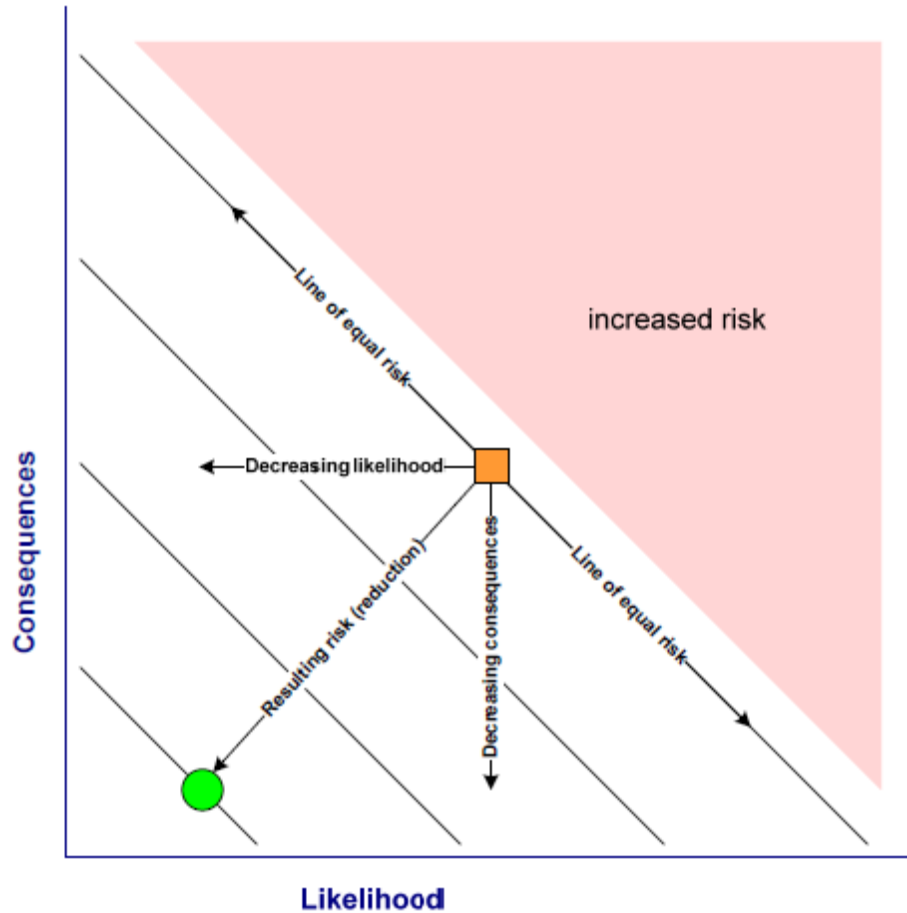 Line of equal risk
increased risk
Decreasing likelihood
Consequences
Resulting risk (reduction)
Decreasing consequences
Line of equal risk
Likelihood